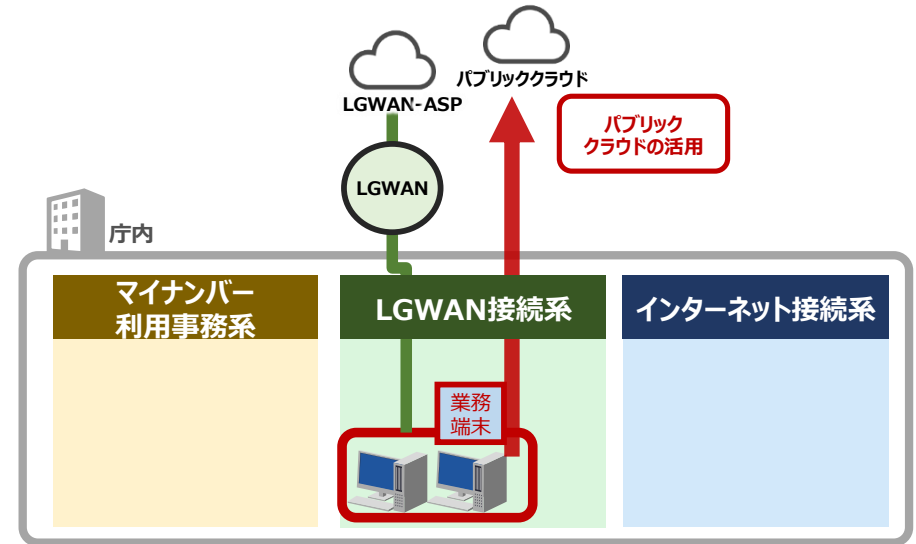 パブリッククラウド
LGWAN-ASP
パブリック
クラウドの活用
LGWAN
庁内
マイナンバー
利用事務系
LGWAN接続系
インターネット接続系
業務
端末